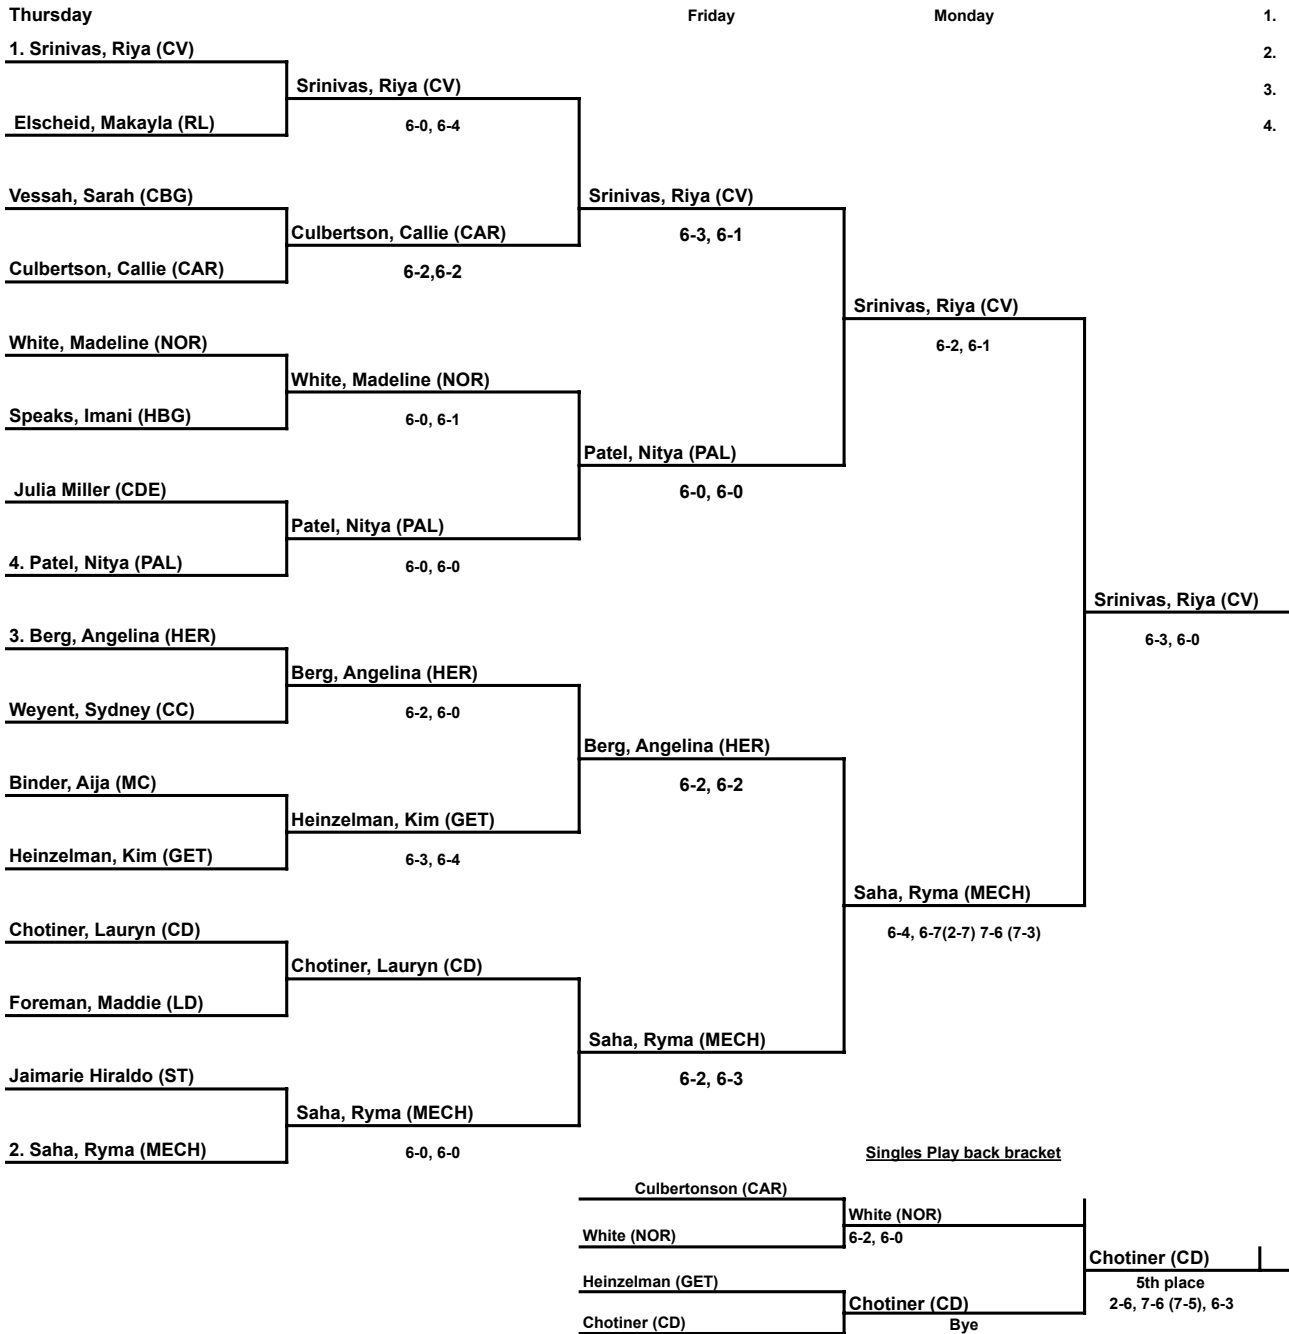 Thursday Friday Monday 1.
1. Srinivas, Riya (CV)
2.
Srinivas, Riya (CV)
3.
Elscheid, Makayla (RL)
6-0, 6-4
4.
Vessah, Sarah (CBG)
Srinivas, Riya (CV)
Culbertson, Callie (CAR)
6-3, 6-1
Culbertson, Callie (CAR)
6-2,6-2
Srinivas, Riya (CV)
White, Madeline (NOR)
6-2, 6-1
White, Madeline (NOR)
Speaks, Imani (HBG)
6-0, 6-1
Patel, Nitya (PAL)
Julia Miller (CDE)
6-0, 6-0
Patel, Nitya (PAL)
4. Patel, Nitya (PAL)
6-0, 6-0
Srinivas, Riya (CV)
3. Berg, Angelina (HER)
6-3, 6-0
Berg, Angelina (HER)
Weyent, Sydney (CC)
6-2, 6-0
Berg, Angelina (HER)
Binder, Aija (MC)
6-2, 6-2
Heinzelman, Kim (GET)
Heinzelman, Kim (GET)
6-3, 6-4
Saha, Ryma (MECH)
Chotiner, Lauryn (CD)
6-4, 6-7(2-7) 7-6 (7-3)
Chotiner, Lauryn (CD)
Foreman, Maddie (LD)
Saha, Ryma (MECH)
Jaimarie Hiraldo (ST)
6-2, 6-3
Saha, Ryma (MECH)
2. Saha, Ryma (MECH)
6-0, 6-0
Singles Play back bracket
Culbertonson (CAR)
White (NOR)
White (NOR)
6-2, 6-0
Chotiner (CD)
Heinzelman (GET)
5th place
Chotiner (CD)
2-6, 7-6 (7-5), 6-3
Chotiner (CD)
Bye